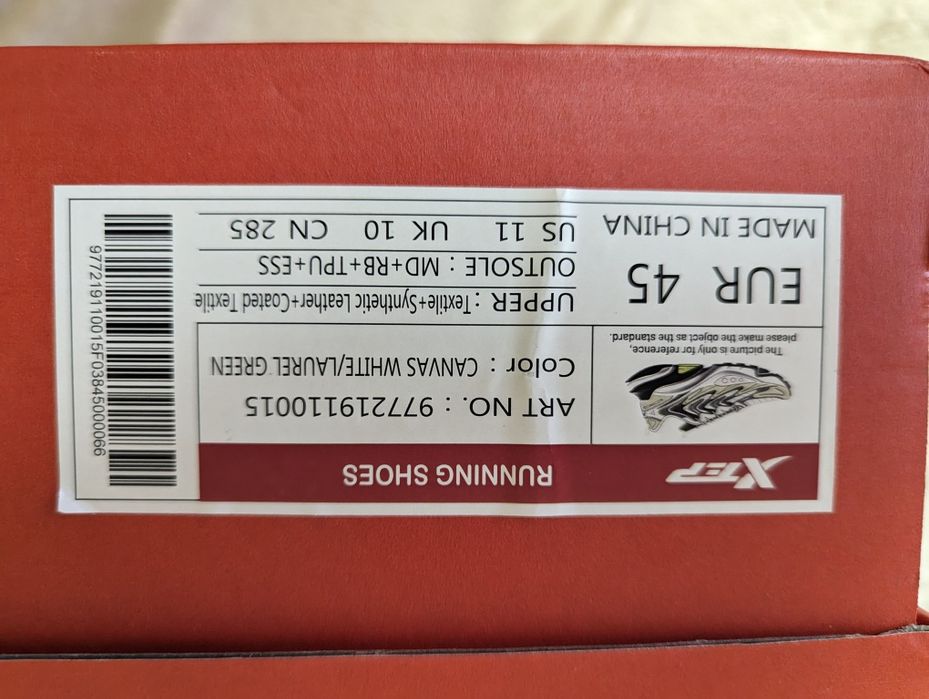 XTEP
RUNNING SHOES
ART NO. : 977219110015
Color : CANVAS WHITE/LAUREL GREEN
The picture is only for reference,
please make the object as the standard.
UPPER : Textile+Synthetic Leather+Coated Textile
OUTSOLE : MD+RB+TPU+ESS
US 11 UK 10 CN 285
EUR 45
MADE IN CHINA
977219110015F03845000066